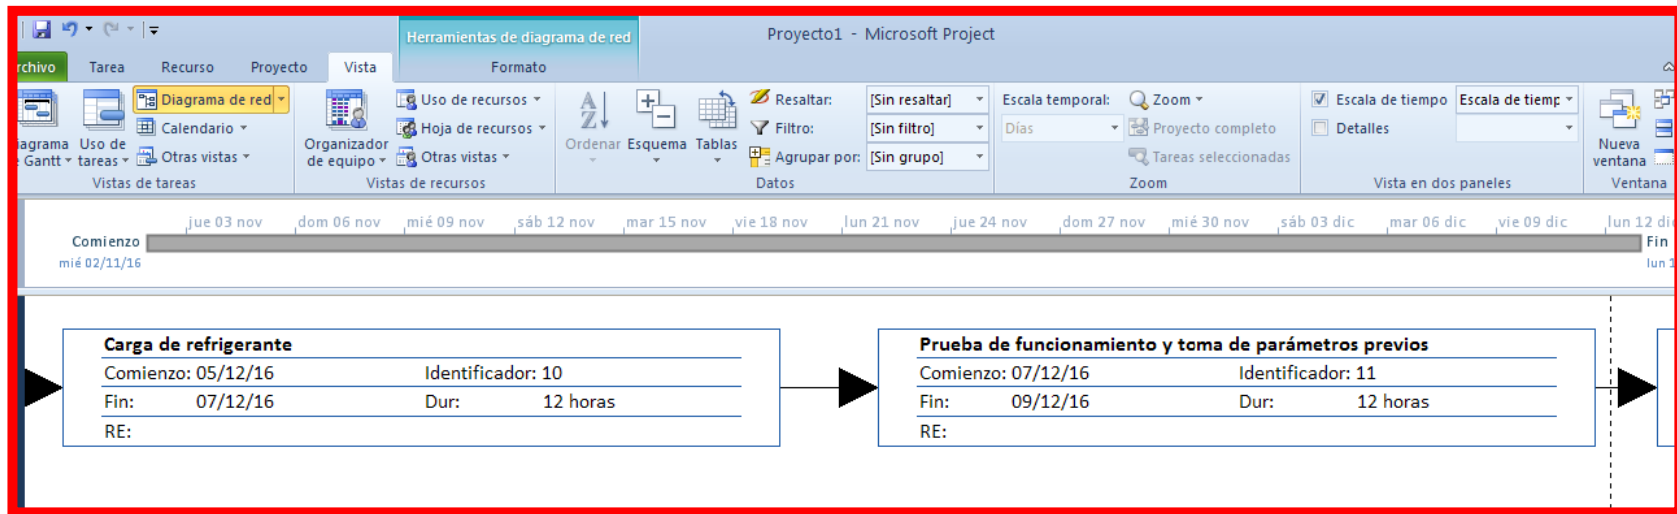 Herramientas de diagrama de red
Proyecto1 - Microsoft Project
rchivo Tarea Recurso Proyecto Vista Formato
Diagrama de red
Calendario
Otras vistas
iagrama Uso de
Gantt tareas
Vistas de tareas
Organizador
de equipo
Uso de recursos
Hoja de recursos
Otras vistas
Vistas de recursos
Ordenar Esquema Tablas
Resaltar: [Sin resaltar]
Filtro: [Sin filtro]
Agrupar por: [Sin grupo]
Datos
Escala temporal:
Días
Zoom
Proyecto completo
Tareas seleccionadas
Zoom
Escala de tiempo Escala de tiemp
Detalles
Vista en dos paneles
Nueva
ventana
Ventana
jue 03 nov dom 06 nov mié 09 nov sáb 12 nov mar 15 nov vie 18 nov lun 21 nov jue 24 nov dom 27 nov mié 30 nov sáb 03 dic mar 06 dic vie 09 dic lun 12 di
Comienzo
mié 02/11/16
Fin
lun 1
Carga de refrigerante
Comienzo: 05/12/16 Identificador: 10
Fin: 07/12/16 Dur: 12 horas
RE:
Prueba de funcionamiento y toma de parámetros previos
Comienzo: 07/12/16 Identificador: 11
Fin: 09/12/16 Dur: 12 horas
RE: